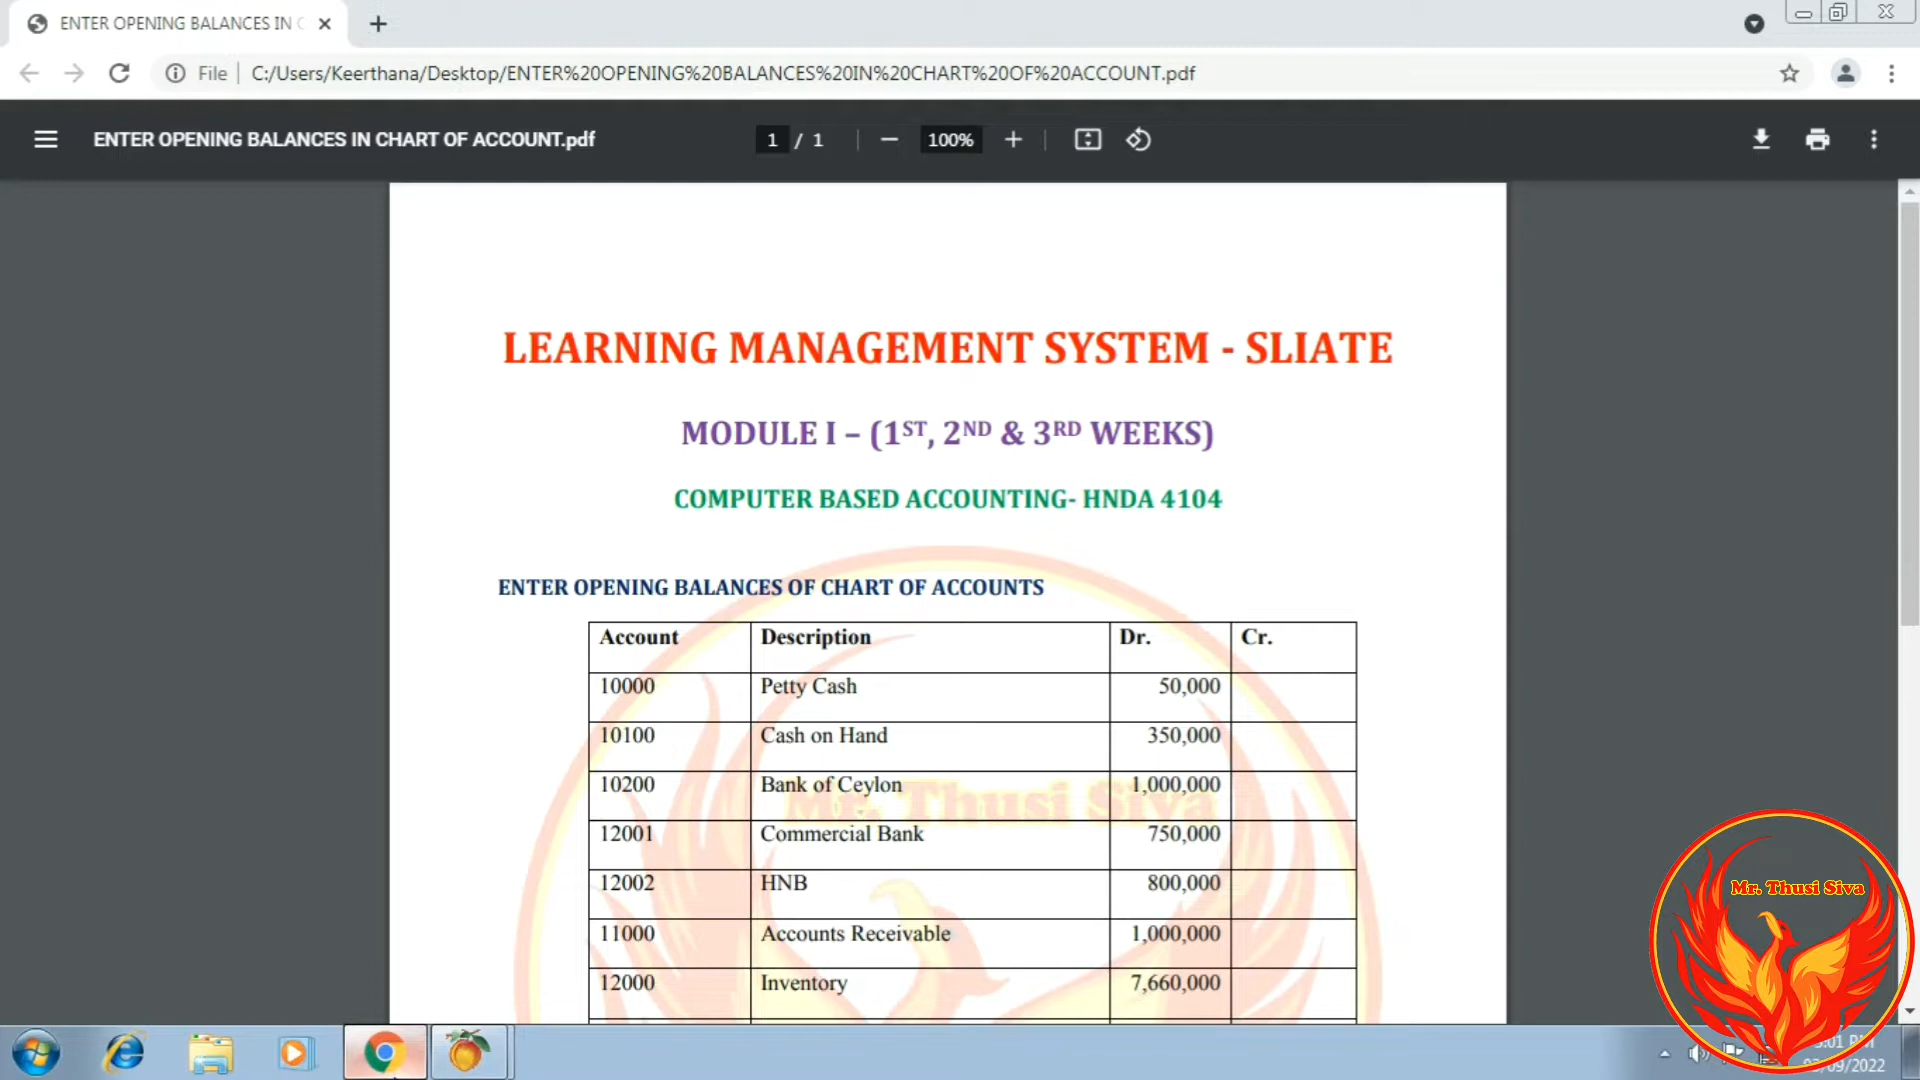 ENTER OPENING BALANCES IN
File
C:/Users/Keerthana/Desktop/ENTER%20OPENING%20BALANCES%20IN%20CHART%20OF%20ACCOUNT.pdf
ENTER OPENING BALANCES IN CHART OF ACCOUNT.pdf
1 / 1
100%
LEARNING MANAGEMENT SYSTEM - SLIATE
MODULE I – (1ST, 2ND & 3RD WEEKS)
COMPUTER BASED ACCOUNTING- HNDA 4104
ENTER OPENING BALANCES OF CHART OF ACCOUNTS
Account Description Dr. Cr.
10000 Petty Cash 50,000
10100 Cash on Hand 350,000
10200 Bank of Ceylon 1,000,000
Mr. Thusi Siva
12001 Commercial Bank 750,000
12002 HNB 800,000
11000 Accounts Receivable 1,000,000
12000 Inventory 7,660,000
Mr. Thusi Siva